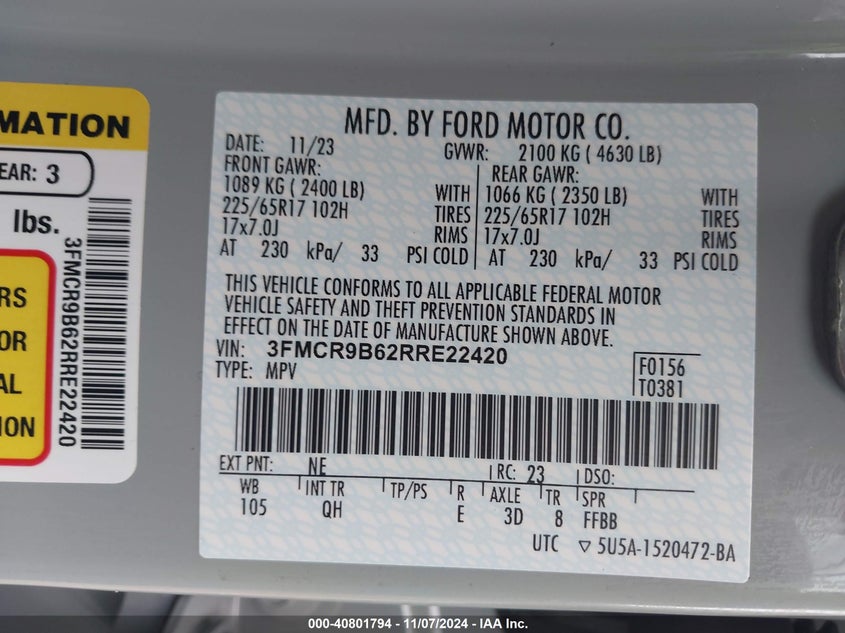 MATION
EAR: 3
lbs.
3FMCR9B62RRE22420
RS
OR
AL
ION
MFD. BY FORD MOTOR CO.
DATE: 11/23 GVWR: 2100 KG ( 4630 LB)
FRONT GAWR: REAR GAWR:
1089 KG ( 2400 LB) WITH 1066 KG ( 2350 LB) WITH
225/65R17 102H TIRES 225/65R17 102H TIRES
17x7.0J RIMS 17x7.0J RIMS
AT 230 kPa/ 33 PSI COLD AT 230 kPa/ 33 PSI COLD
THIS VEHICLE CONFORMS TO ALL APPLICABLE FEDERAL MOTOR
VEHICLE SAFETY AND THEFT PREVENTION STANDARDS IN
EFFECT ON THE DATE OF MANUFACTURE SHOWN ABOVE.
VIN: 3FMCR9B62RRE22420
TYPE: MPV
F0156
T0381
EXT PNT: NE RC: 23 DSO:
WB INT TR TP/PS R AXLE TR SPR
105 QH E 3D 8 FFBB
UTC ▽ 5U5A-1520472-BA
000-40801794 - 11/07/2024 - IAA Inc.